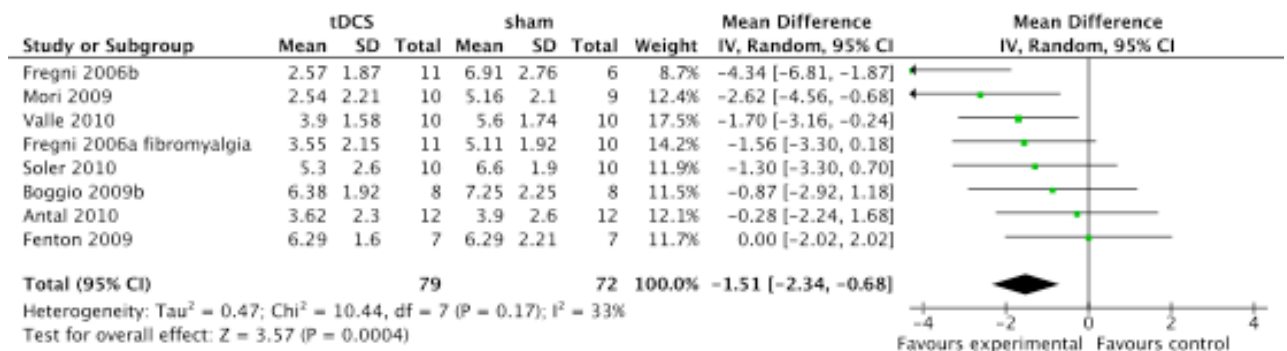 tDCS sham Mean Difference Mean Difference
Study or Subgroup Mean SD Total Mean SD Total Weight IV, Random, 95% CI IV, Random, 95% CI
Fregni 2006b 2.57 1.87 11 6.91 2.76 6 8.7% -4.34 [-6.81, -1.87]
Mori 2009 2.54 2.21 10 5.16 2.1 9 12.4% -2.62 [-4.56, -0.68]
Valle 2010 3.9 1.58 10 5.6 1.74 10 17.5% -1.70 [-3.16, -0.24]
Fregni 2006a fibromyalgia 3.55 2.15 11 5.11 1.92 10 14.2% -1.56 [-3.30, 0.18]
Soler 2010 5.3 2.6 10 6.6 1.9 10 11.9% -1.30 [-3.30, 0.70]
Boggio 2009b 6.38 1.92 8 7.25 2.25 8 11.5% -0.87 [-2.92, 1.18]
Antal 2010 3.62 2.3 12 3.9 2.6 12 12.1% -0.28 [-2.24, 1.68]
Fenton 2009 6.29 1.6 7 6.29 2.21 7 11.7% 0.00 [-2.02, 2.02]
Total (95% CI) 79 72 100.0% -1.51 [-2.34, -0.68]
Heterogeneity: Tau² = 0.47; Chi² = 10.44, df = 7 (P = 0.17); I² = 33%
Test for overall effect: Z = 3.57 (P = 0.0004)
-4 -2 0 2 4
Favours experimental Favours control